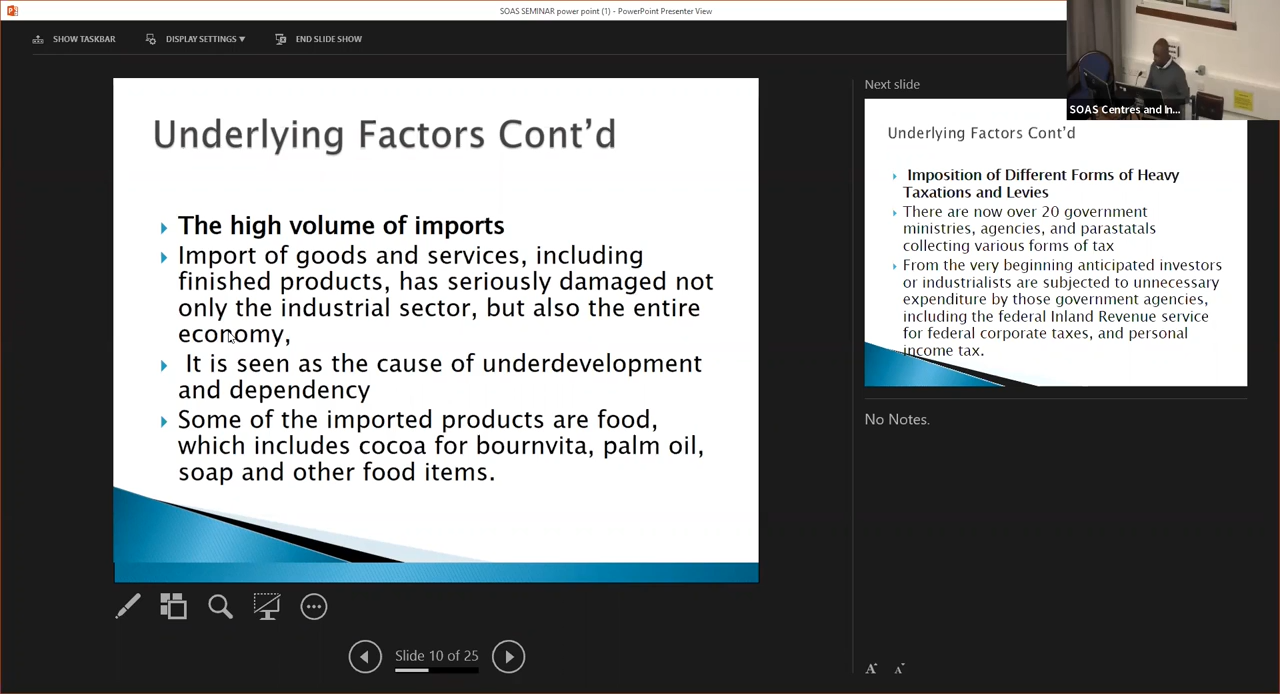 SOAS SEMINAR power point (1) - PowerPoint Presenter View
SHOW TASKBAR
DISPLAY SETTINGS ▾
END SLIDE SHOW
Underlying Factors Cont’d
The high volume of imports
Import of goods and services, including
finished products, has seriously damaged not
only the industrial sector, but also the entire
economy,
It is seen as the cause of underdevelopment
and dependency
Some of the imported products are food,
which includes cocoa for bournvita, palm oil,
soap and other food items.
Slide 10 of 25
Next slide
SOAS Centres and In...
Underlying Factors Cont’d
Imposition of Different Forms of Heavy
Taxations and Levies
There are now over 20 government
ministries, agencies, and parastatals
collecting various forms of tax
From the very beginning anticipated investors
or industrialists are subjected to unnecessary
expenditure by those government agencies,
including the federal Inland Revenue service
for federal corporate taxes, and personal
income tax.
No Notes.
A A